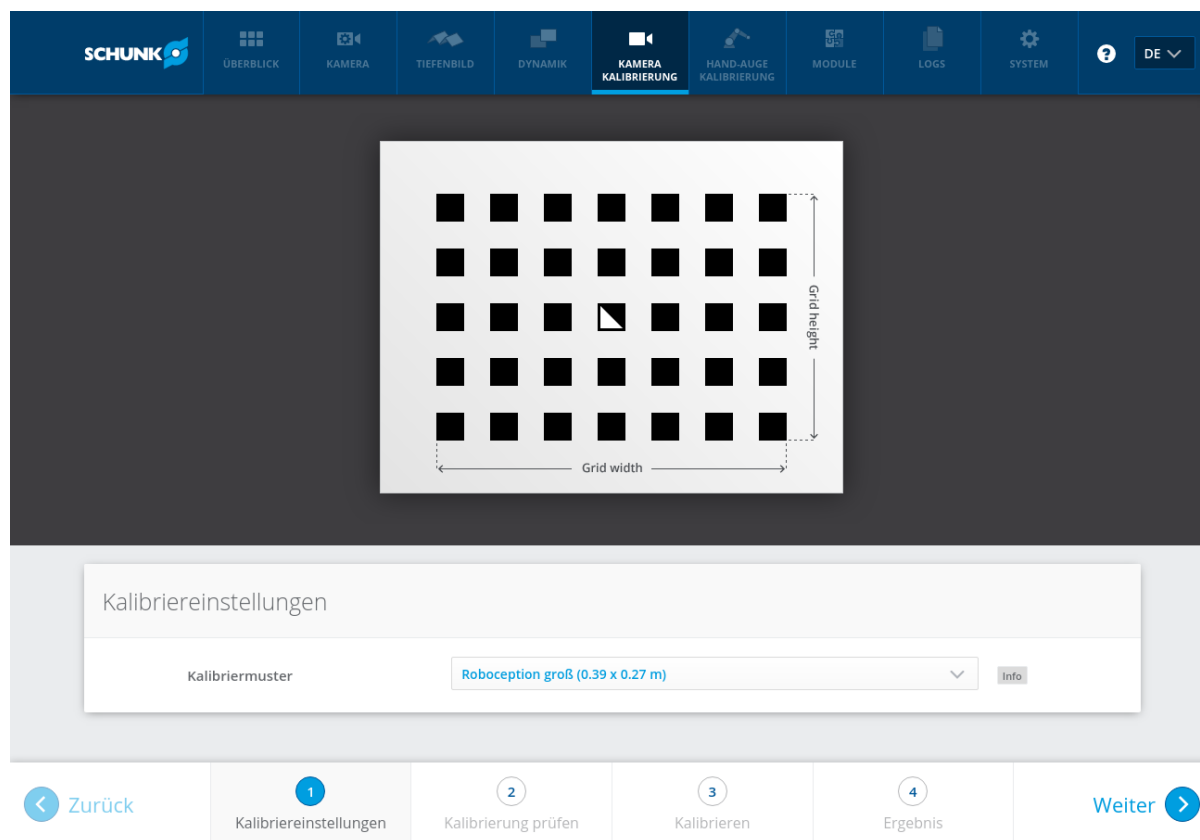 SCHUNK
ÜBERBLICK
KAMERA
TIEFENBILD
DYNAMIK
KAMERA
KALIBRIERUNG
HAND-AUGE
KALIBRIERUNG
MODULE
LOGS
SYSTEM
?
DE
Grid height
Grid width
Kalibriereinstellungen
Kalibriermuster
Roboception groß (0.39 x 0.27 m)
Info
Zurück
1
Kalibriereinstellungen
2
Kalibrierung prüfen
3
Kalibrieren
4
Ergebnis
Weiter